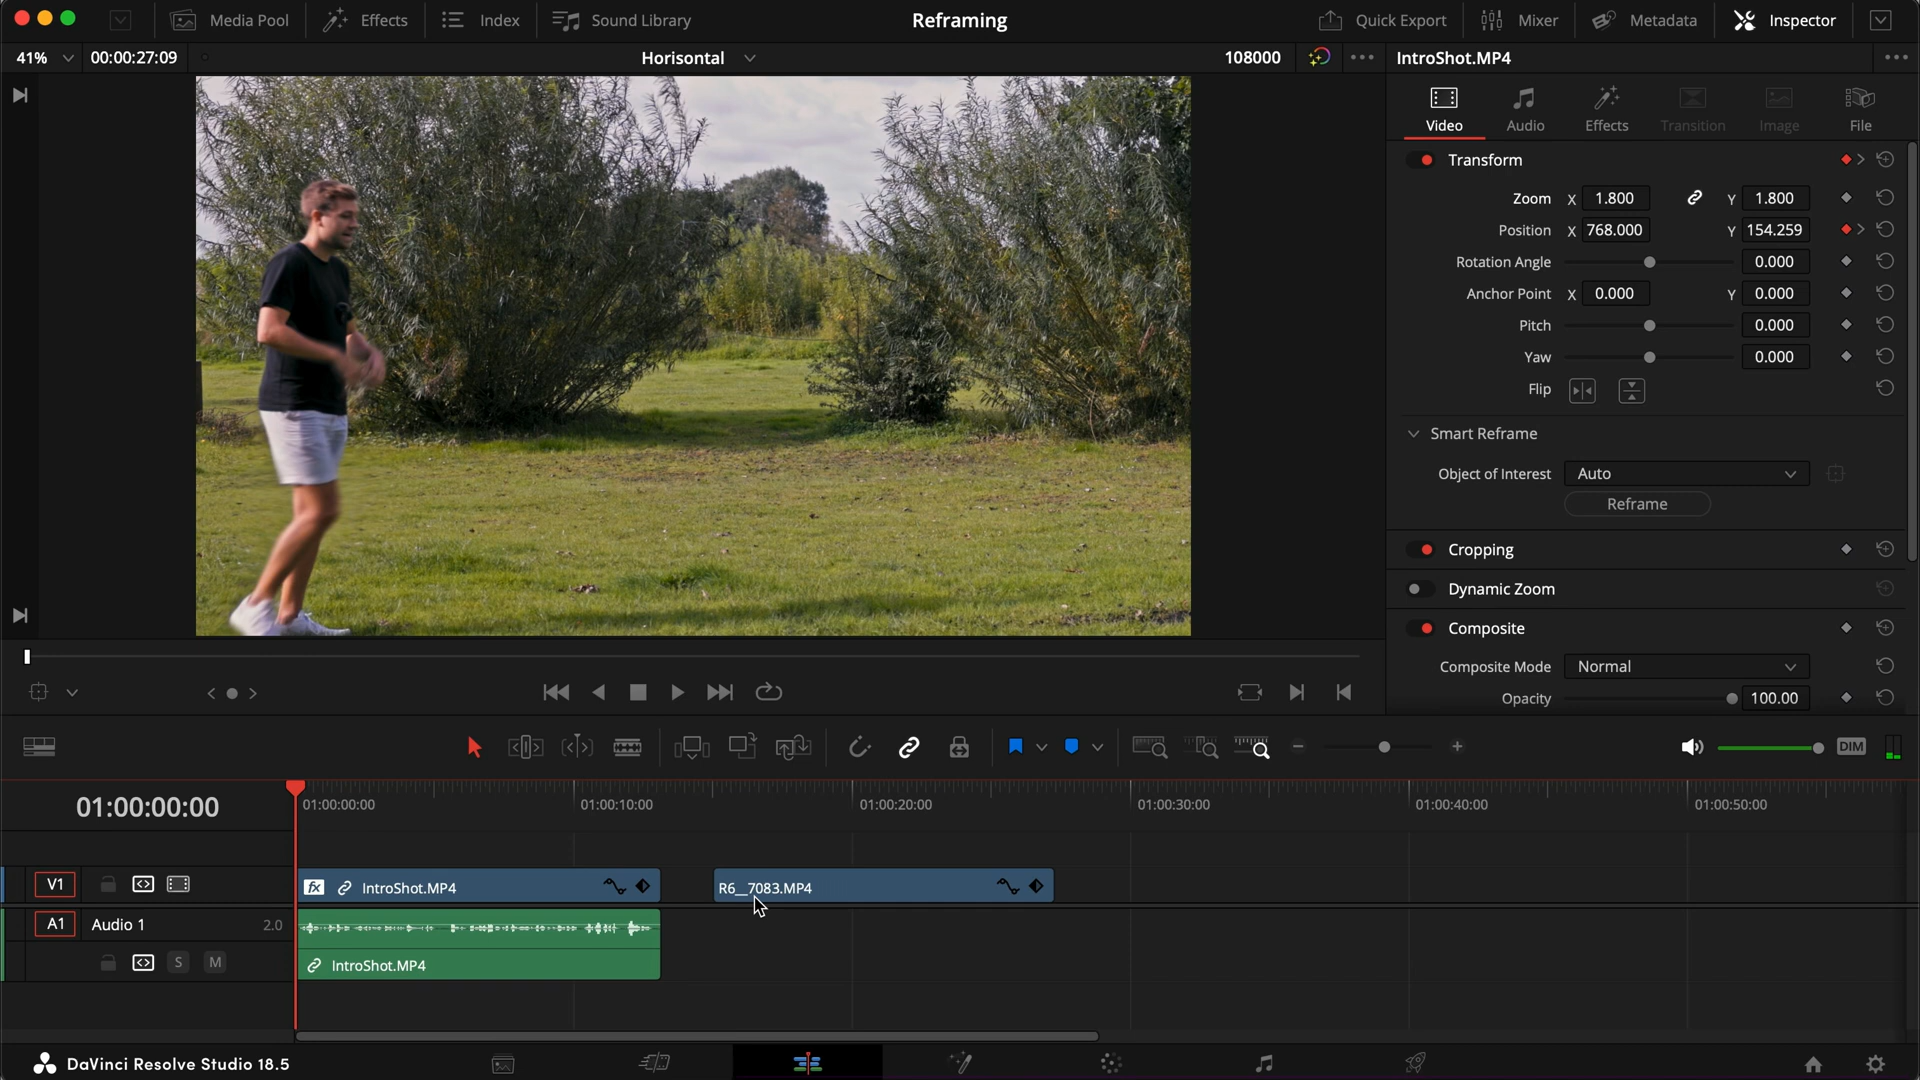 Media Pool
Effects
Index
Sound Library
Reframing
Quick Export
Mixer
Metadata
Inspector
41%
00:00:27:09
Horisontal
108000
IntroShot.MP4
Video
Audio
Effects
Transition
Image
File
Transform
Zoom X 1.800 Y 1.800
Position X 768.000 Y 154.259
Rotation Angle 0.000
Anchor Point X 0.000 Y 0.000
Pitch 0.000
Yaw 0.000
Flip
Smart Reframe
Object of Interest Auto
Reframe
Cropping
Dynamic Zoom
Composite
Composite Mode Normal
Opacity 100.00
DIM
01:00:00:00
01:00:00:00
01:00:10:00
01:00:20:00
01:00:30:00
01:00:40:00
01:00:50:00
V1
fx IntroShot.MP4
R6__7083.MP4
A1 Audio 1 2.0
S M
IntroShot.MP4
DaVinci Resolve Studio 18.5